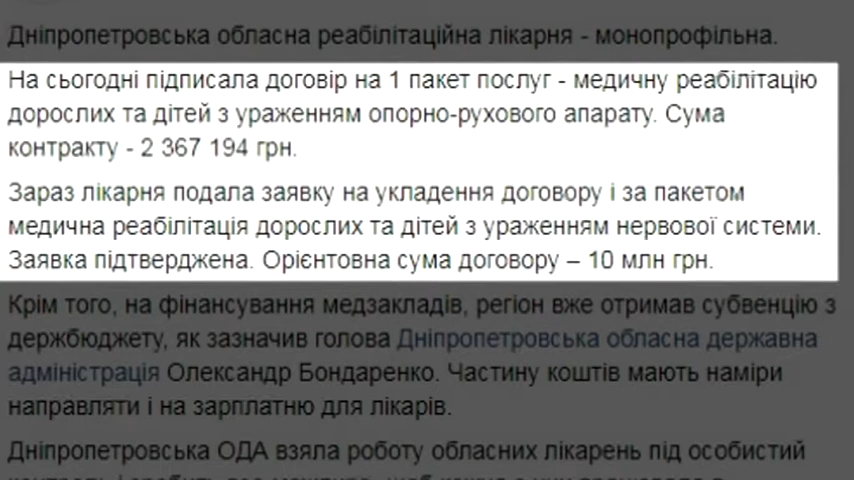 Дніпропетровська обласна реабілітаційна лікарня - монопрофільна.
На сьогодні підписала договір на 1 пакет послуг - медичну реабілітацію
дорослих та дітей з ураженням опорно-рухового апарату. Сума
контракту - 2 367 194 грн.
Зараз лікарня подала заявку на укладення договору і за пакетом
медична реабілітація дорослих та дітей з ураженням нервової системи.
Заявка підтверджена. Орієнтовна сума договору – 10 млн грн.
Крім того, на фінансування медзакладів, регіон вже отримав субвенцію з
держбюджету, як зазначив голова Дніпропетровська обласна державна
адміністрація Олександр Бондаренко. Частину коштів мають наміри
направляти і на зарплатню для лікарів.
Дніпропетровська ОДА взяла роботу обласних лікарень під особистий